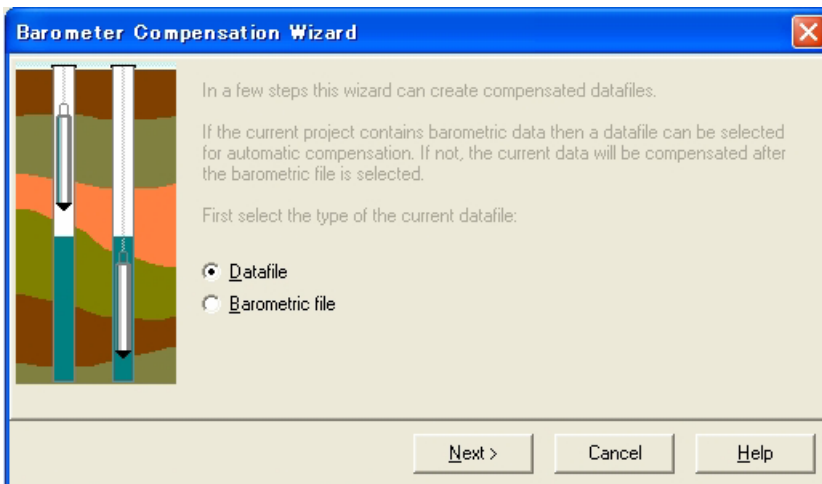 Barometer Compensation Wizard
In a few steps this wizard can create compensated datafiles.
If the current project contains barometric data then a datafile can be selected
for automatic compensation. If not, the current data will be compensated after
the barometric file is selected.
First select the type of the current datafile:
Datafile
Barometric file
Next >
Cancel
Help